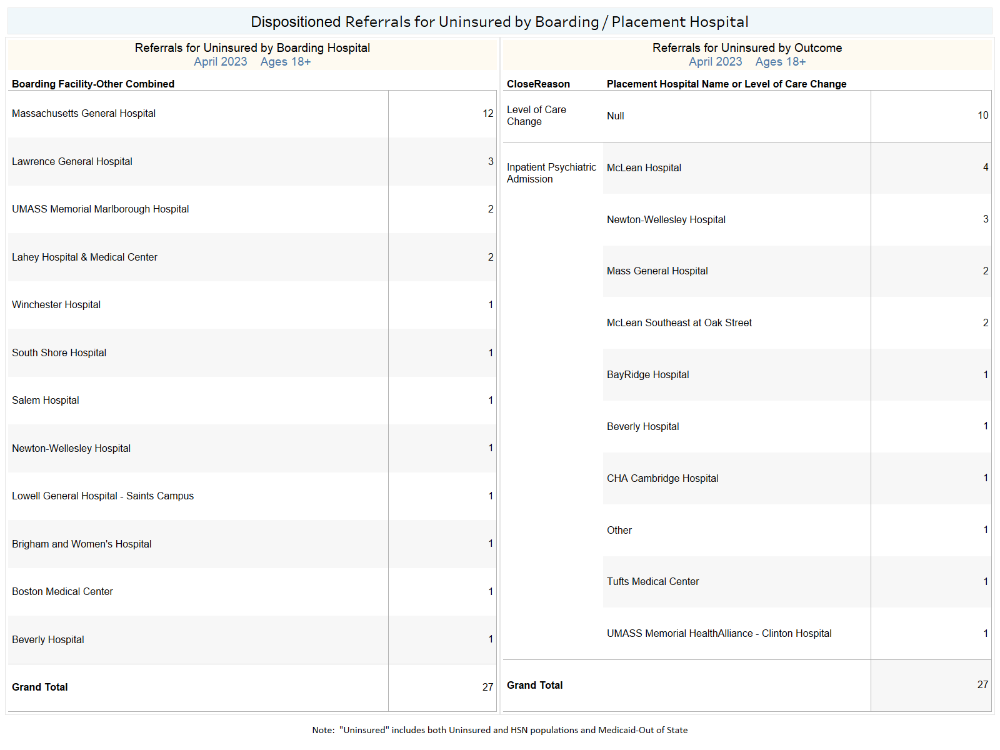 Dispositioned Referrals for Uninsured by Boarding / Placement Hospital
Referrals for Uninsured by Boarding Hospital
April 2023 Ages 18+
Boarding Facility-Other Combined
Massachusetts General Hospital 12
Lawrence General Hospital 3
UMASS Memorial Marlborough Hospital 2
Lahey Hospital & Medical Center 2
Winchester Hospital 1
South Shore Hospital 1
Salem Hospital 1
Newton-Wellesley Hospital 1
Lowell General Hospital - Saints Campus 1
Brigham and Women's Hospital 1
Boston Medical Center 1
Beverly Hospital 1
Grand Total 27
Referrals for Uninsured by Outcome
April 2023 Ages 18+
CloseReason Placement Hospital Name or Level of Care Change
Level of Care
Change
Null 10
Inpatient Psychiatric
Admission
McLean Hospital 4
Newton-Wellesley Hospital 3
Mass General Hospital 2
McLean Southeast at Oak Street 2
BayRidge Hospital 1
Beverly Hospital 1
CHA Cambridge Hospital 1
Other 1
Tufts Medical Center 1
UMASS Memorial HealthAlliance - Clinton Hospital 1
Grand Total 27
Note: "Uninsured" includes both Uninsured and HSN populations and Medicaid-Out of State